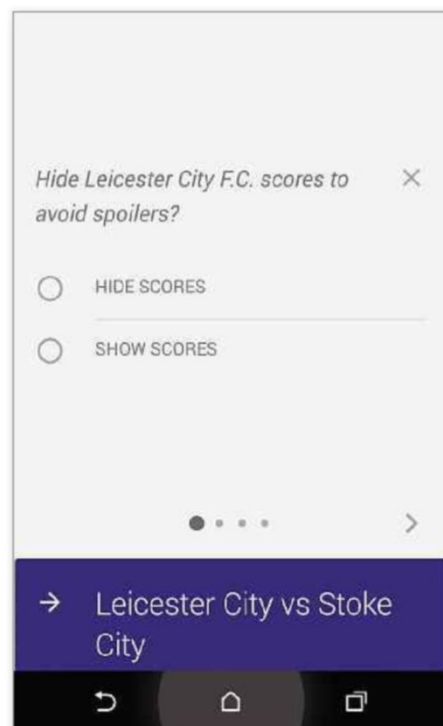 Hide Leicester City F.C. scores to
avoid spoilers?
HIDE SCORES
SHOW SCORES
Leicester City vs Stoke
City